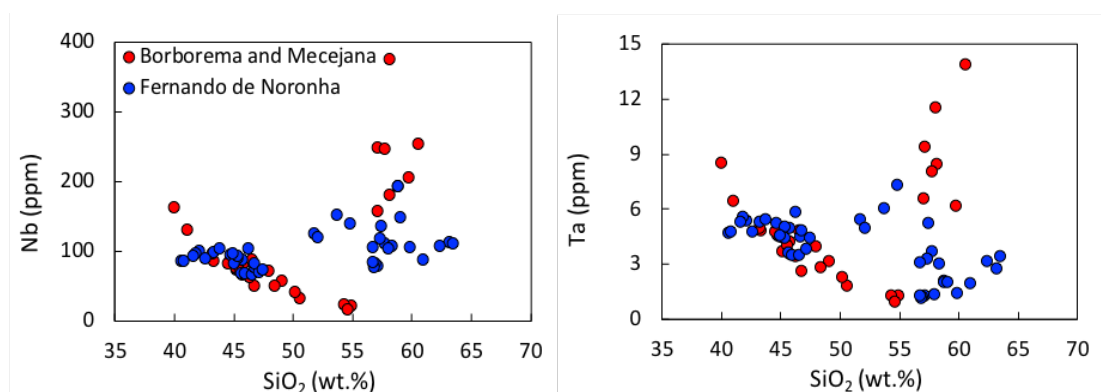 400
300
200
100
0
Nb (ppm)
Borborema and Mecejana
Fernando de Noronha
35 40 45 50 55 60 65 70
SiO₂ (wt.%)
15
12
9
6
3
0
Ta (ppm)
35 40 45 50 55 60 65 70
SiO₂ (wt.%)